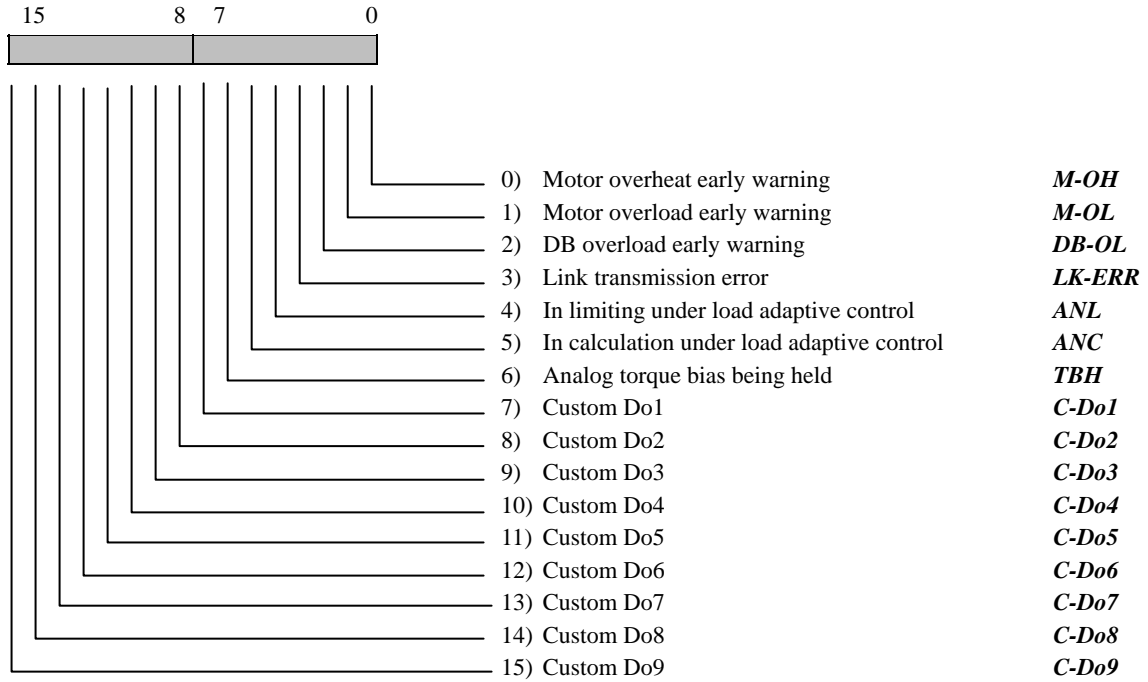 15 8 7 0
0) Motor overheat early warning M-OH
1) Motor overload early warning M-OL
2) DB overload early warning DB-OL
3) Link transmission error LK-ERR
4) In limiting under load adaptive control ANL
5) In calculation under load adaptive control ANC
6) Analog torque bias being held TBH
7) Custom Do1 C-Do1
8) Custom Do2 C-Do2
9) Custom Do3 C-Do3
10) Custom Do4 C-Do4
11) Custom Do5 C-Do5
12) Custom Do6 C-Do6
13) Custom Do7 C-Do7
14) Custom Do8 C-Do8
15) Custom Do9 C-Do9